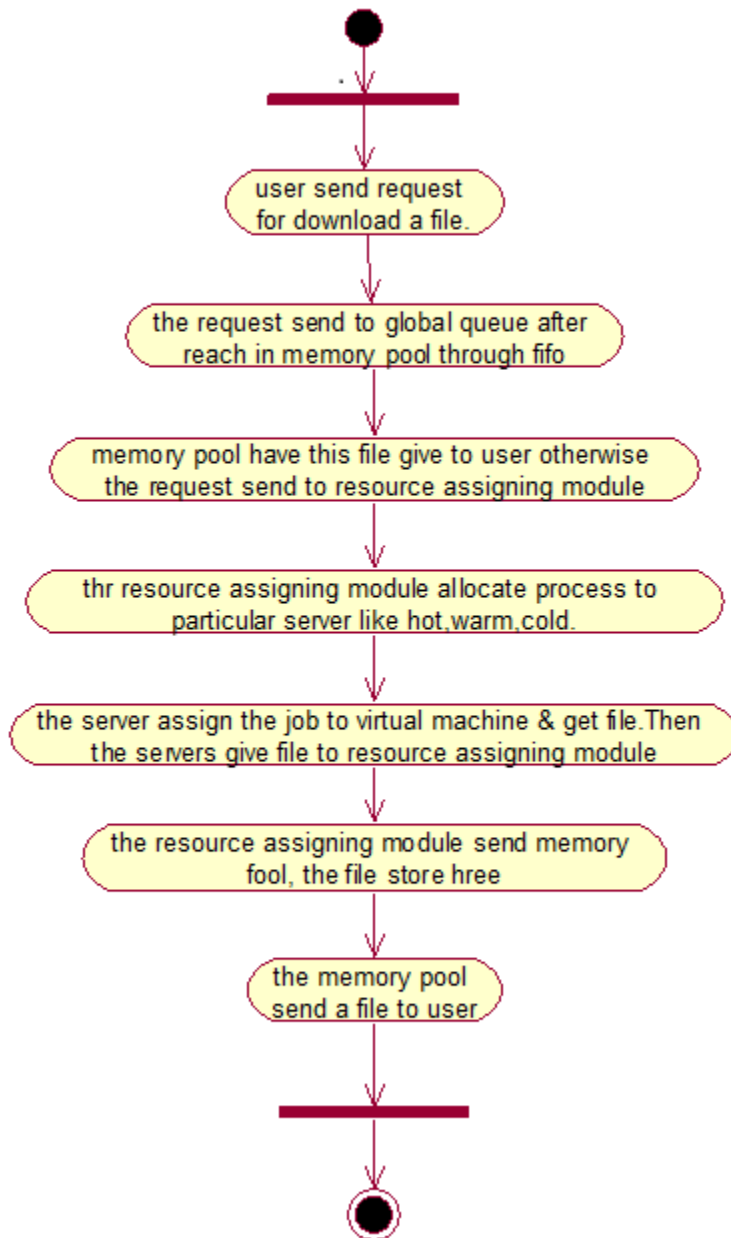 user send request
for download a file.
the request send to global queue after
reach in memory pool through fifo
memory pool have this file give to user otherwise
the request send to resource assigning module
thr resource assigning module allocate process to
particular server like hot,warm,cold.
the server assign the job to virtual machine & get file.Then
the servers give file to resource assigning module
the resource assigning module send memory
fool, the file store hree
the memory pool
send a file to user